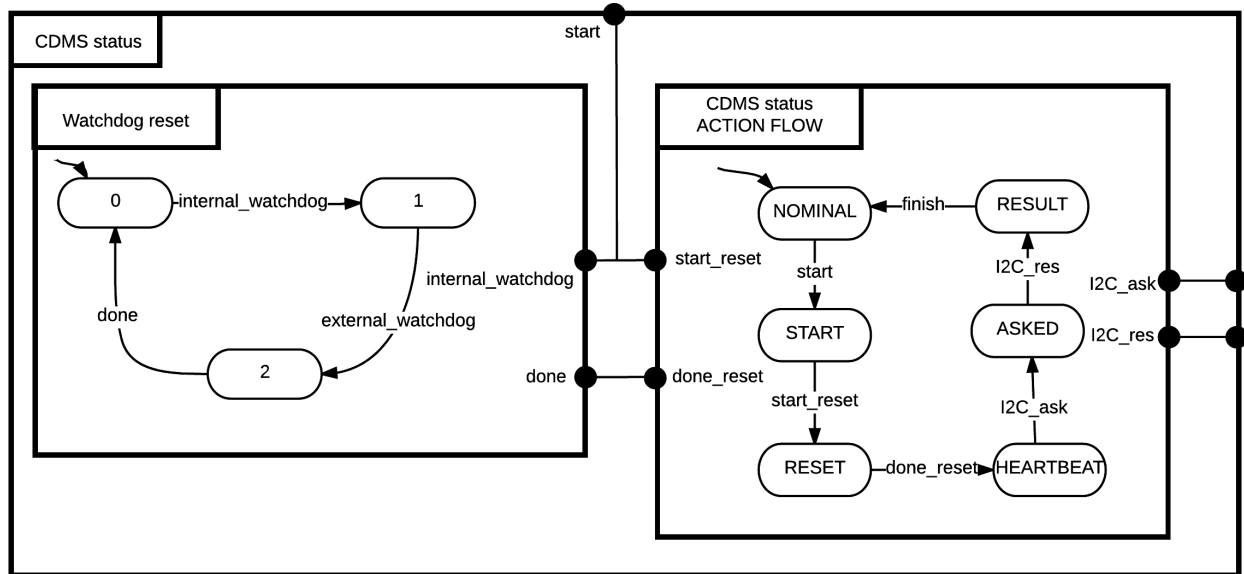 start
CDMS status
Watchdog reset
CDMS status
ACTION FLOW
0
internal_watchdog
1
NOMINAL
finish
RESULT
internal_watchdog
start_reset
start
I2C_res
I2C_ask
done
external_watchdog
START
ASKED
I2C_res
2
done
done_reset
start_reset
I2C_ask
RESET
done_reset
HEARTBEAT